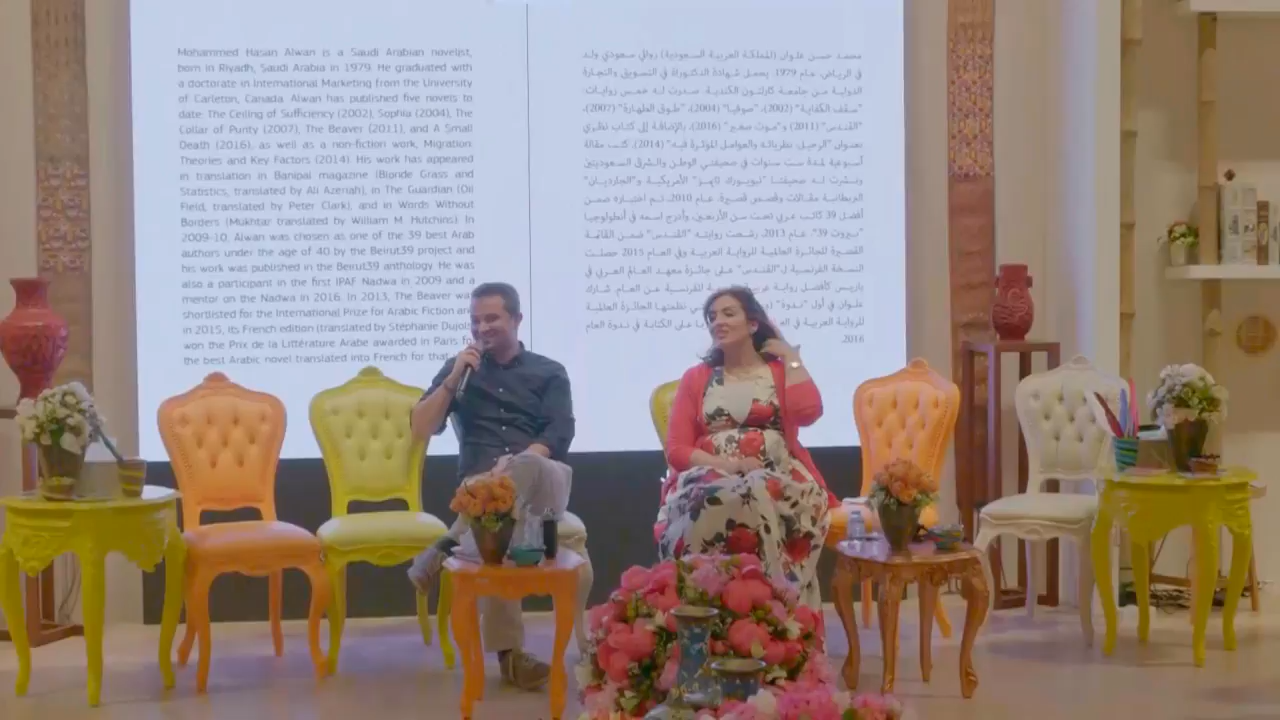 Mohammed Hasan Alwan is a Saudi Arabian novelist,
born in Riyadh, Saudi Arabia in 1979. He graduated with
a doctorate in International Marketing from the University
of Carleton, Canada. Alwan has published five novels to
date: The Ceiling of Sufficiency (2002), Sophia (2004), The
Collar of Purity (2007), The Beaver (2011), and A Small
Death (2016), as well as a non-fiction work, Migration:
Theories and Key Factors (2014). His work has appeared
in translation in Banipal magazine (Blonde Grass and
Statistics, translated by Ali Azeriah), in The Guardian (Oil
Field, translated by Peter Clark), and in Words Without
Borders (Mukhtar translated by William M. Hutchins). In
2009-10, Alwan was chosen as one of the 39 best Arab
authors under the age of 40 by the Beirut39 project and
his work was published in the Beirut39 anthology. He was
also a participant in the first IPAF Nadwa in 2009 and a
mentor on the Nadwa in 2016. In 2013, The Beaver was
shortlisted for the International Prize for Arabic Fiction and
in 2015, its French edition (translated by Stéphanie Dujols
won the Prix de la Littérature Arabe awarded in Paris for
the best Arabic novel translated into French for that
محمد حسن علوان (المملكة العربية السعودية) روائي سعودي ولد
في الرياض، عام 1979. يحمل شهادة الدكتوراة في التسويق والتجارة
الدولية من جامعة كارلتون الكندية. صدرت له خمس روايات:
"سقف الكفاية" (2002)، "صوفيا" (2004)، "طوق الطهارة" (2007)،
"القندس" (2011) و"موت صغير" (2016)، بالإضافة إلى كتاب نظري
بعنوان "الرحيل: نظرياته والعوامل المؤثرة فيه" (2014). كتب مقالة
أسبوعية لمدة ست سنوات في صحيفتي الوطن والشرق السعوديتين
ونشرت له صحيفتا "نيويورك تايمز" الأمريكية و"الجارديان"
البريطانية مقالات وقصص قصيرة. عام 2010، تم اختياره ضمن
أفضل 39 كاتب عربي تحت سن الأربعين، وأدرج اسمه في أنطولوجيا
"بيروت 39". عام 2013، رشحت روايته "القندس" ضمن القائمة
القصيرة للجائزة العالمية للرواية العربية وفي العام 2015 حصلت
النسخة الفرنسية لـ"القندس" على جائزة معهد العالم العربي في
باريس كأفضل رواية عربية للفرنسية عن العام. شارك
علوان في أول "ندوة" نظمتها الجائزة العالمية
للرواية العربية في على الكتابة في ندوة العام
2016.